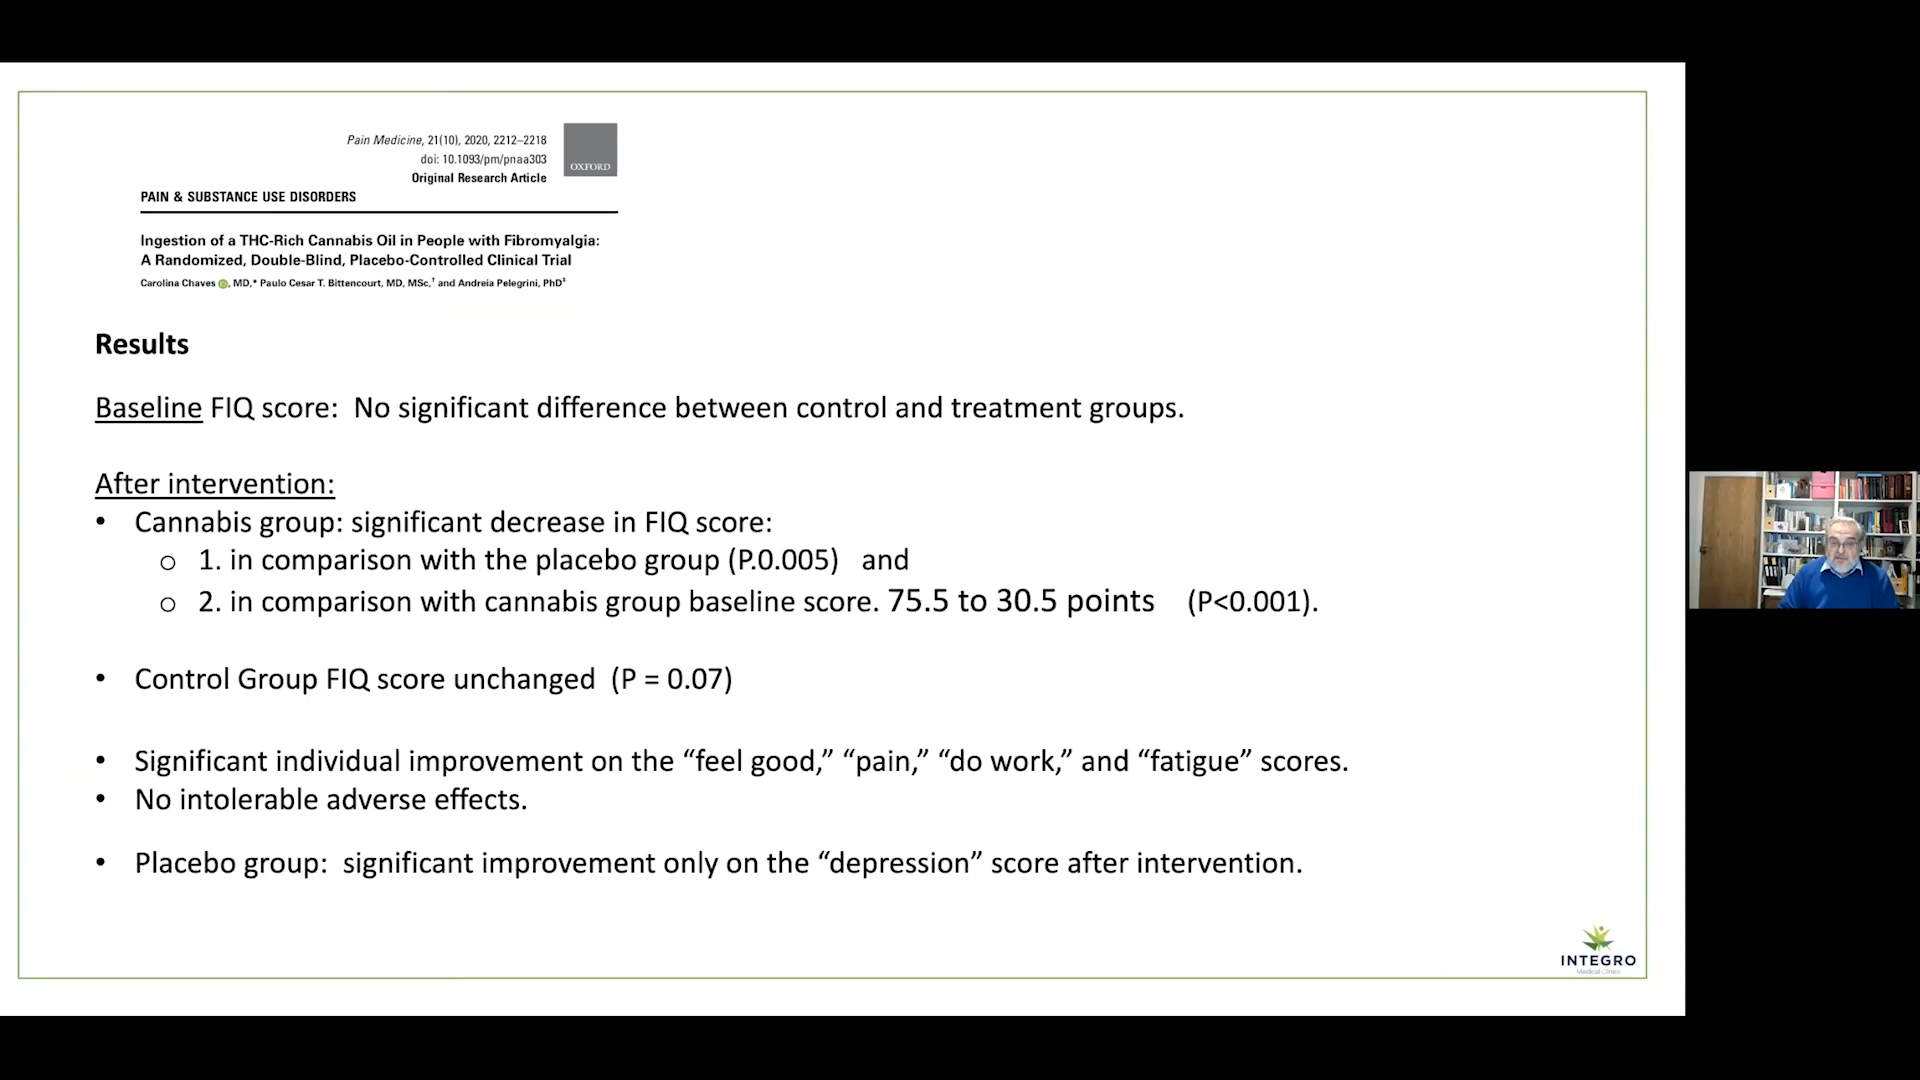 Pain Medicine, 21(10), 2020, 2212–2218
doi: 10.1093/pm/pnaa303
Original Research Article
OXFORD
PAIN & SUBSTANCE USE DISORDERS
Ingestion of a THC-Rich Cannabis Oil in People with Fibromyalgia:
A Randomized, Double-Blind, Placebo-Controlled Clinical Trial
Carolina Chaves iD, MD,* Paulo Cesar T. Bittencourt, MD, MSc,† and Andreia Pelegrini, PhD‡
Results
Baseline FIQ score: No significant difference between control and treatment groups.
After intervention:
• Cannabis group: significant decrease in FIQ score:
o 1. in comparison with the placebo group (P.0.005) and
o 2. in comparison with cannabis group baseline score. 75.5 to 30.5 points (P<0.001).
• Control Group FIQ score unchanged (P = 0.07)
• Significant individual improvement on the “feel good,” “pain,” “do work,” and “fatigue” scores.
• No intolerable adverse effects.
• Placebo group: significant improvement only on the “depression” score after intervention.
INTEGRO
Medical Clinics